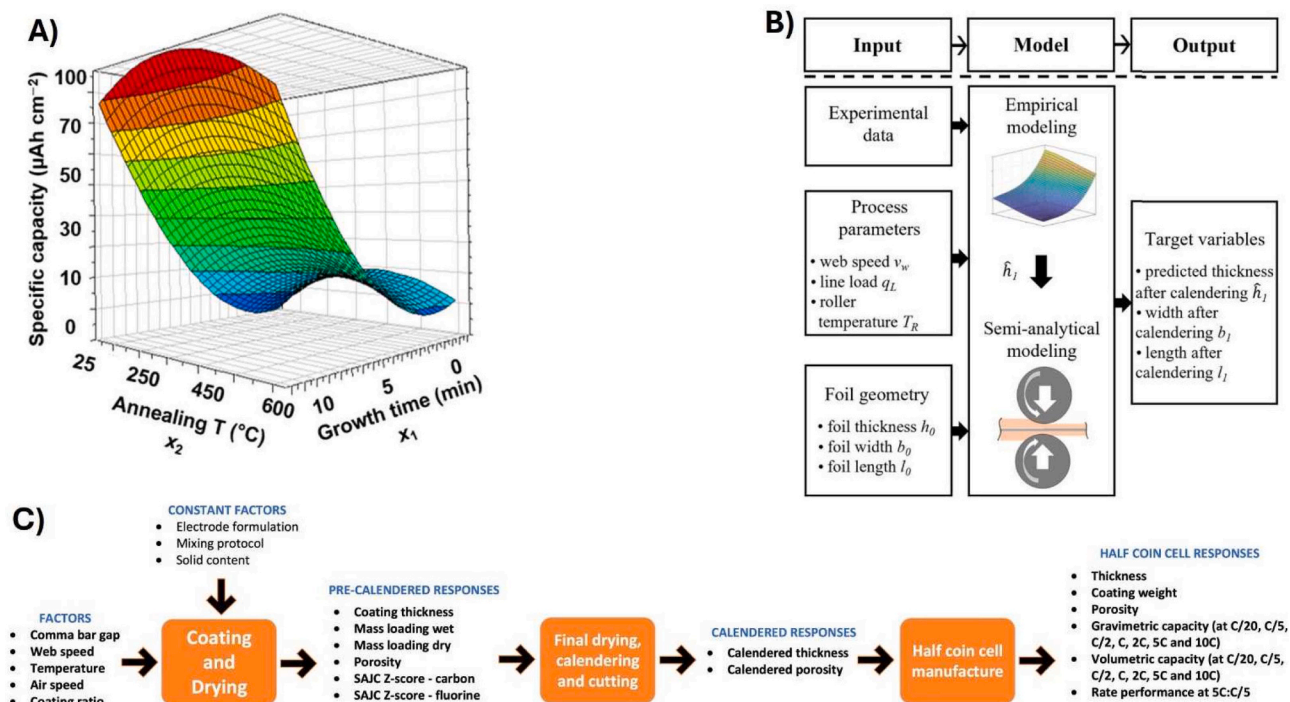 A)
Specific capacity (µAh cm⁻²)
100
70
50
30
10
0
25
250
450
600
Annealing T (°C)
x₂
10
5
0
Growth time (min)
x₁
B)
Input
Model
Output
Experimental
data
Process
parameters
• web speed v_w
• line load q_L
• roller
temperature T_R
Foil geometry
• foil thickness h₀
• foil width b₀
• foil length l₀
Empirical
modeling
ĥ₁
Semi-analytical
modeling
Target variables
• predicted thickness
after calendering ĥ₁
• width after
calendering b₁
• length after
calendering l₁
C)
CONSTANT FACTORS
• Electrode formulation
• Mixing protocol
• Solid content
FACTORS
• Comma bar gap
• Web speed
• Temperature
• Air speed
• Coating ratio
Coating
and
Drying
PRE-CALENDERED RESPONSES
• Coating thickness
• Mass loading wet
• Mass loading dry
• Porosity
• SAJC Z-score - carbon
• SAJC Z-score - fluorine
Final drying,
calendering
and cutting
CALENDERED RESPONSES
• Calendered thickness
• Calendered porosity
Half coin cell
manufacture
HALF COIN CELL RESPONSES
• Thickness
• Coating weight
• Porosity
• Gravimetric capacity (at C/20, C/5,
C/2, C, 2C, 5C and 10C)
• Volumetric capacity (at C/20, C/5,
C/2, C, 2C, 5C and 10C)
• Rate performance at 5C:C/5